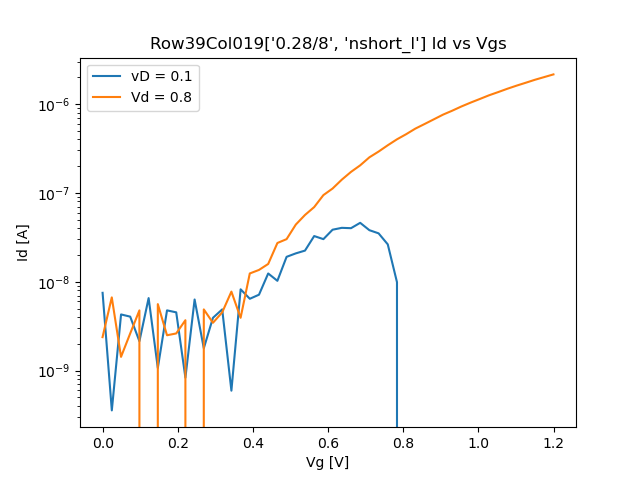 Row39Col019['0.28/8', 'nshort_l'] Id vs Vgs
vD = 0.1
Vd = 0.8
Id [A]
10⁻⁶
10⁻⁷
10⁻⁸
10⁻⁹
0.0 0.2 0.4 0.6 0.8 1.0 1.2
Vg [V]